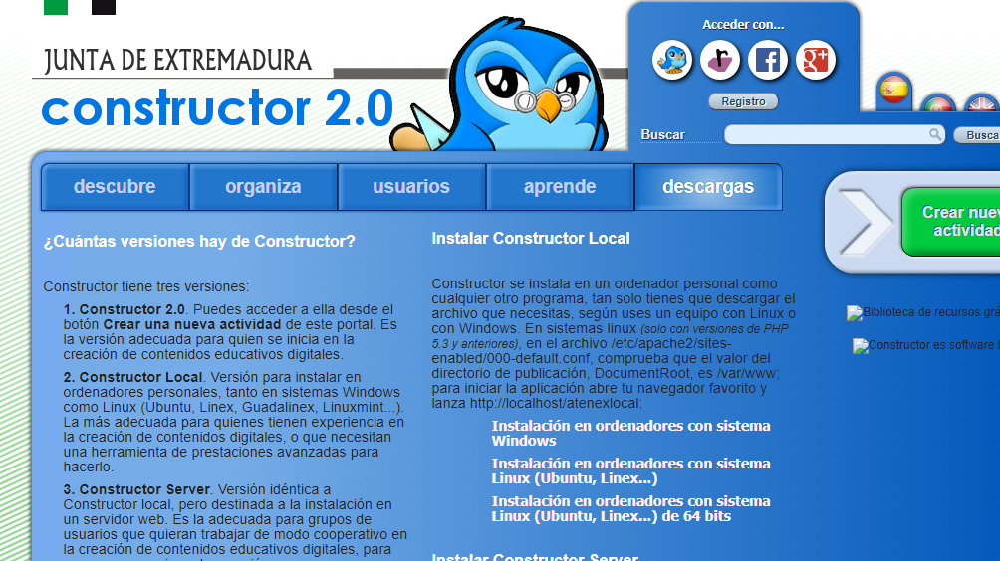 Acceder con...
JUNTA DE EXTREMADURA
constructor 2.0
Registro
Buscar
Busca
descubre
organiza
usuarios
aprende
descargas
Crear nuev
actividad
¿Cuántas versiones hay de Constructor?
Constructor tiene tres versiones:
1. Constructor 2.0. Puedes acceder a ella desde el
botón Crear una nueva actividad de este portal. Es
la versión adecuada para quien se inicia en la
creación de contenidos educativos digitales.
2. Constructor Local. Versión para instalar en
ordenadores personales, tanto en sistemas Windows
como Linux (Ubuntu, Linex, Guadalinex, Linuxmint...).
La más adecuada para quienes tienen experiencia en
la creación de contenidos digitales, o que necesitan
una herramienta de prestaciones avanzadas para
hacerlo.
3. Constructor Server. Versión idéntica a
Constructor local, pero destinada a la instalación en
un servidor web. Es la adecuada para grupos de
usuarios que quieran trabajar de modo cooperativo en
la creación de contenidos educativos digitales, para
Instalar Constructor Local
Constructor se instala en un ordenador personal como
cualquier otro programa, tan solo tienes que descargar el
archivo que necesitas, según uses un equipo con Linux o
con Windows. En sistemas linux (solo con versiones de PHP
5.3 y anteriores), en el archivo /etc/apache2/sites-
enabled/000-default.conf, comprueba que el valor del
directorio de publicación, DocumentRoot, es /var/www;
para iniciar la aplicación abre tu navegador favorito y
lanza http://localhost/atenexlocal:
Instalación en ordenadores con sistema
Windows
Instalación en ordenadores con sistema
Linux (Ubuntu, Linex...)
Instalación en ordenadores con sistema
Linux (Ubuntu, Linex...) de 64 bits
Instalar Constructor Server
Biblioteca de recursos gra
Constructor es software l